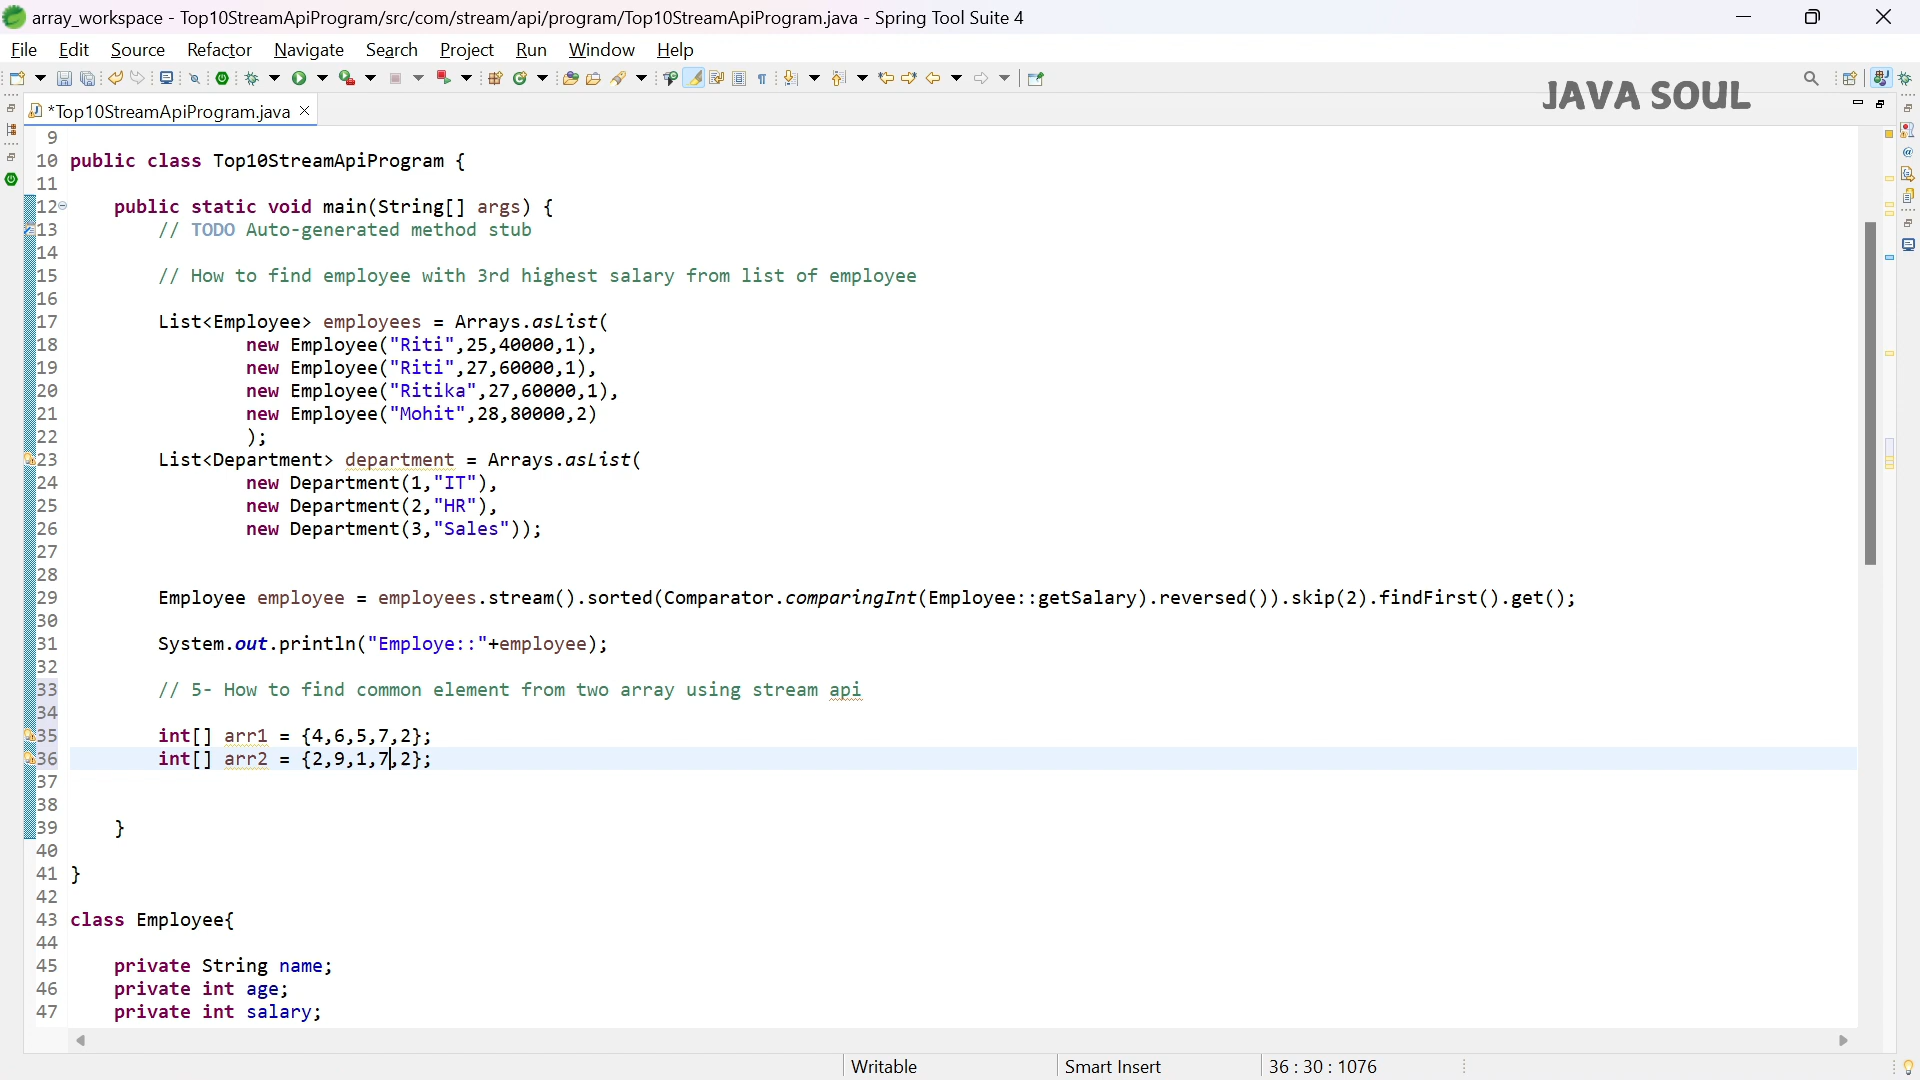 array_workspace - Top10StreamApiProgram/src/com/stream/api/program/Top10StreamApiProgram.java - Spring Tool Suite 4
File Edit Source Refactor Navigate Search Project Run Window Help
JAVA SOUL
*Top10StreamApiProgram.java
9
10 public class Top10StreamApiProgram {
11
12 public static void main(String[] args) {
13 // TODO Auto-generated method stub
14
15 // How to find employee with 3rd highest salary from list of employee
16
17 List<Employee> employees = Arrays.asList(
18 new Employee("Riti",25,40000,1),
19 new Employee("Riti",27,60000,1),
20 new Employee("Ritika",27,60000,1),
21 new Employee("Mohit",28,80000,2)
22 );
23 List<Department> department = Arrays.asList(
24 new Department(1,"IT"),
25 new Department(2,"HR"),
26 new Department(3,"Sales"));
27
28
29 Employee employee = employees.stream().sorted(Comparator.comparingInt(Employee::getSalary).reversed()).skip(2).findFirst().get();
30
31 System.out.println("Employe::"+employee);
32
33 // 5- How to find common element from two array using stream api
34
35 int[] arr1 = {4,6,5,7,2};
36 int[] arr2 = {2,9,1,7,2};
37
38
39 }
40
41 }
42
43 class Employee{
44
45 private String name;
46 private int age;
47 private int salary;
Writable Smart Insert 36 : 30 : 1076